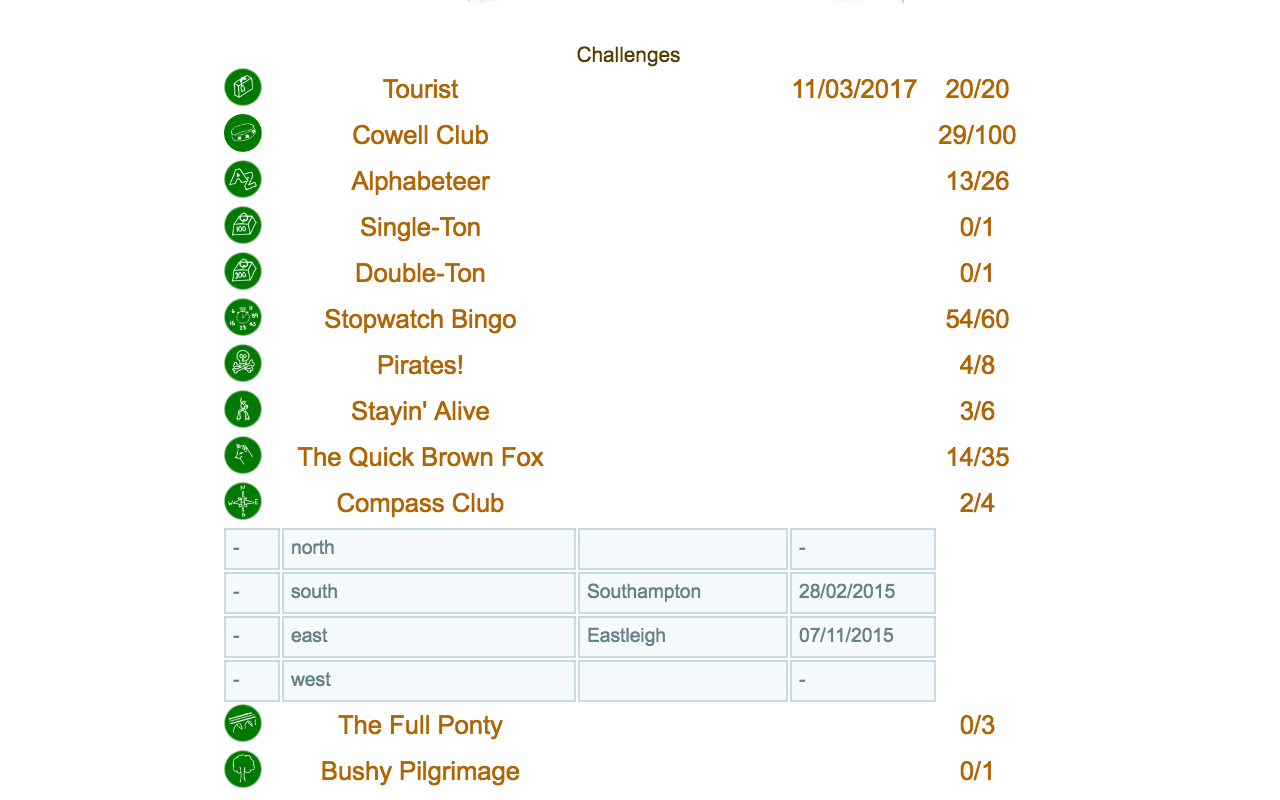 Challenges
Tourist 11/03/2017 20/20
Cowell Club 29/100
Alphabeteer 13/26
Single-Ton 0/1
Double-Ton 0/1
Stopwatch Bingo 54/60
Pirates! 4/8
Stayin' Alive 3/6
The Quick Brown Fox 14/35
Compass Club 2/4
- north -
- south Southampton 28/02/2015
- east Eastleigh 07/11/2015
- west -
The Full Ponty 0/3
Bushy Pilgrimage 0/1